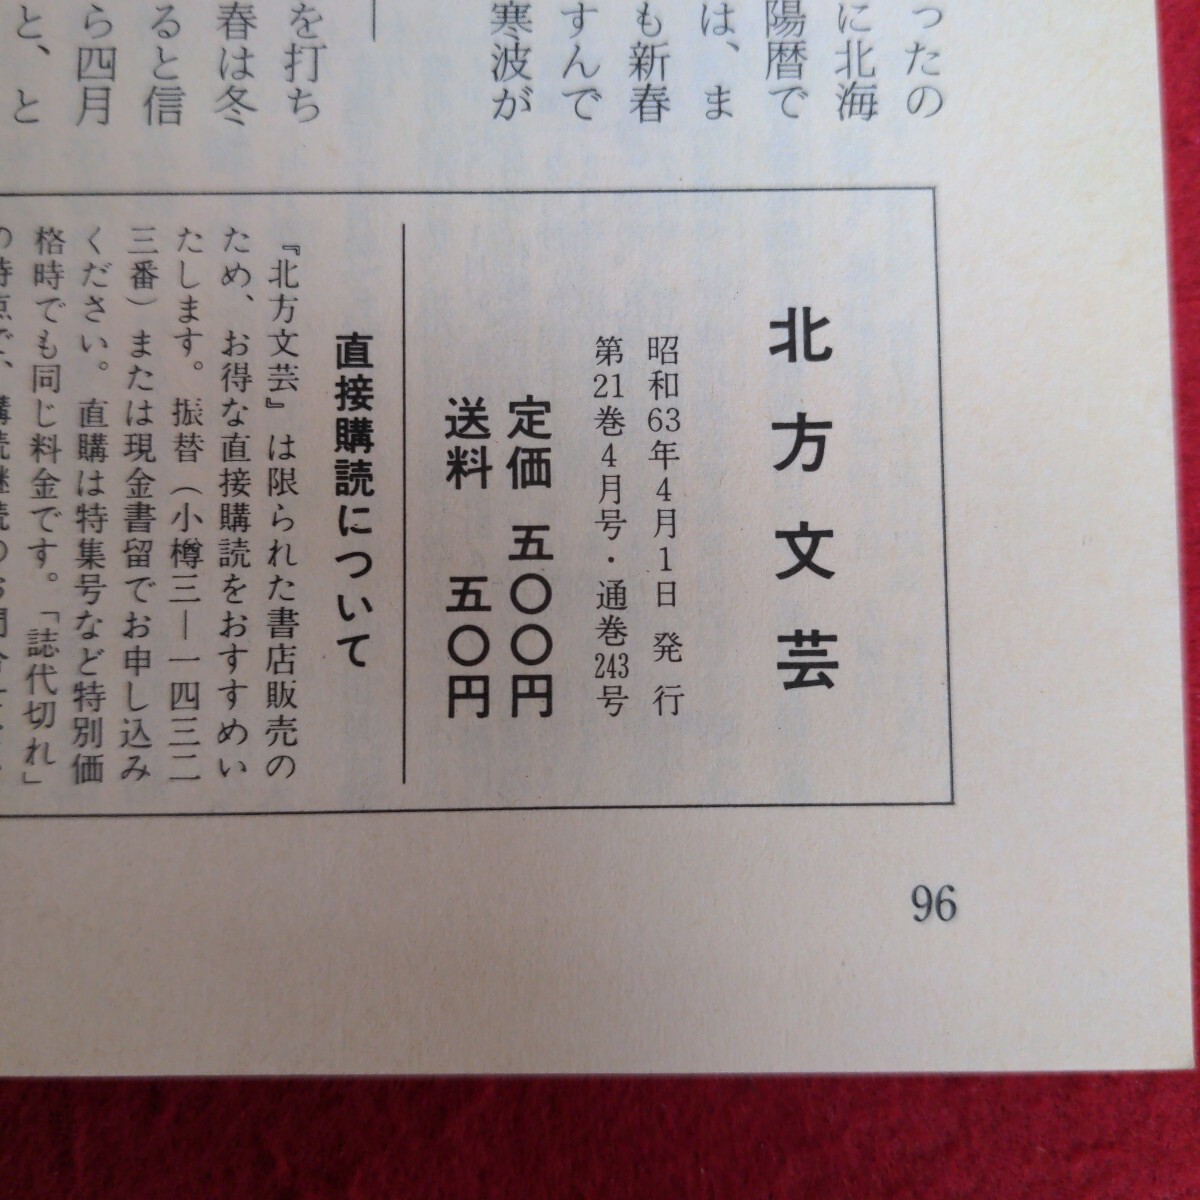 ったの
に北海
陽暦で
は、ま
も新春
すんで
寒波が
を打ち
春は冬
ると信
ら四月
と、と
北方文芸
昭和63年4月1日 発行
第21巻4月号・通巻243号
定価 五〇〇円
送料 五〇円
直接購読について
『北方文芸』は限られた書店販売の
ため、お得な直接購読をおすすめい
たします。振替（小樽三―一四三二
三番）または現金書留でお申し込み
ください。直購は特集号など特別価
格時でも同じ料金です。「誌代切れ」
96